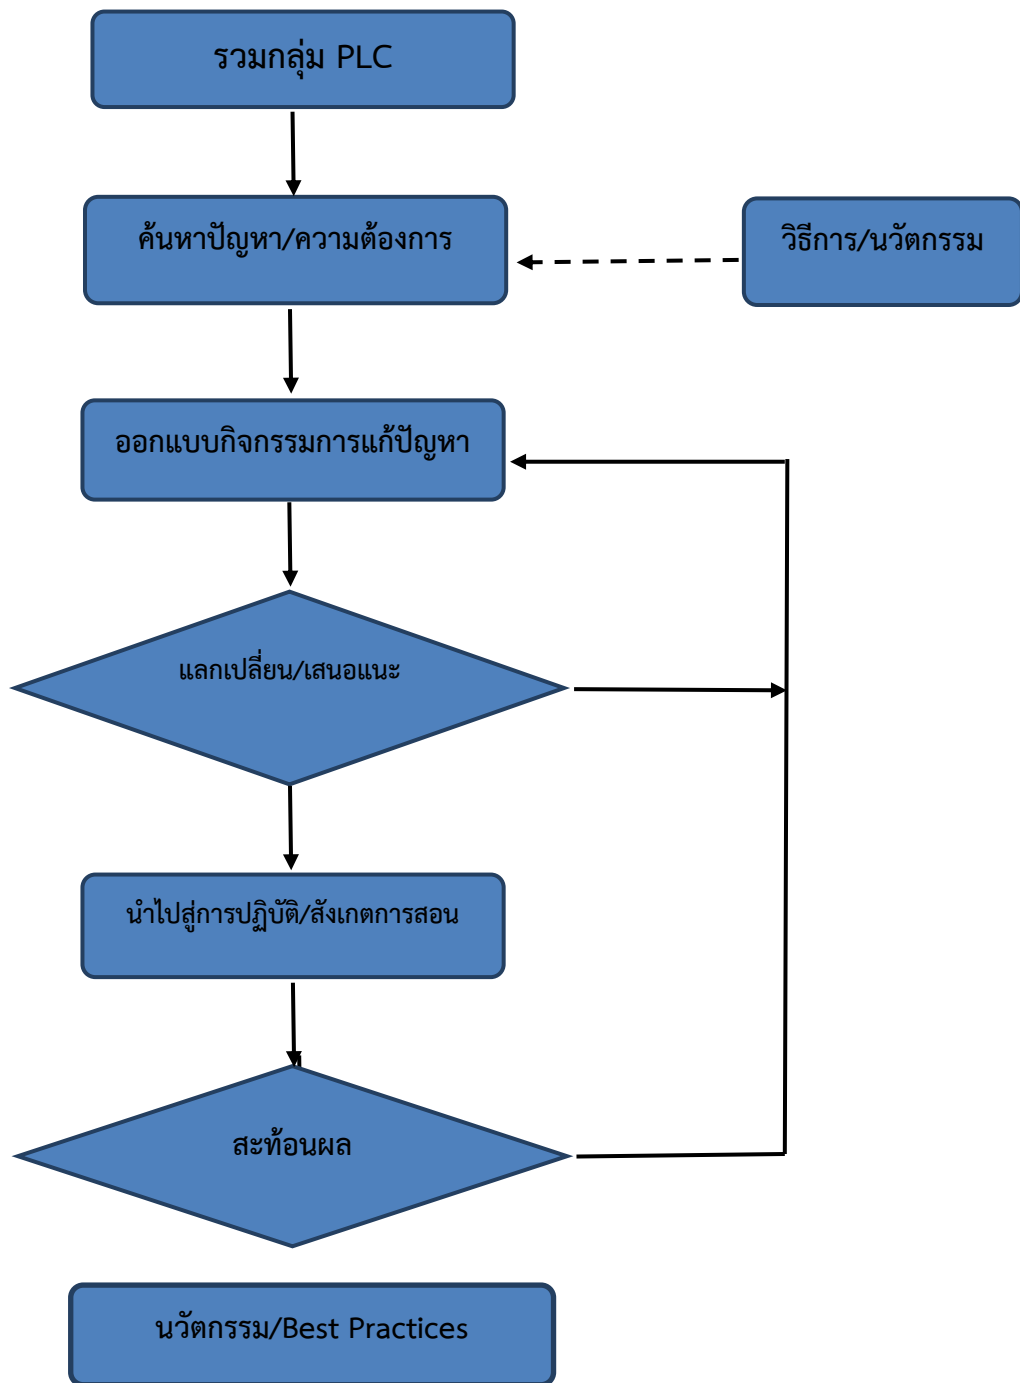 รวมกลุ่ม PLC
ค้นหาปัญหา/ความต้องการ
วิธีการ/นวัตกรรม
ออกแบบกิจกรรมการแก้ปัญหา
แลกเปลี่ยน/เสนอแนะ
นำไปสู่การปฏิบัติ/สังเกตการสอน
สะท้อนผล
นวัตกรรม/Best Practices